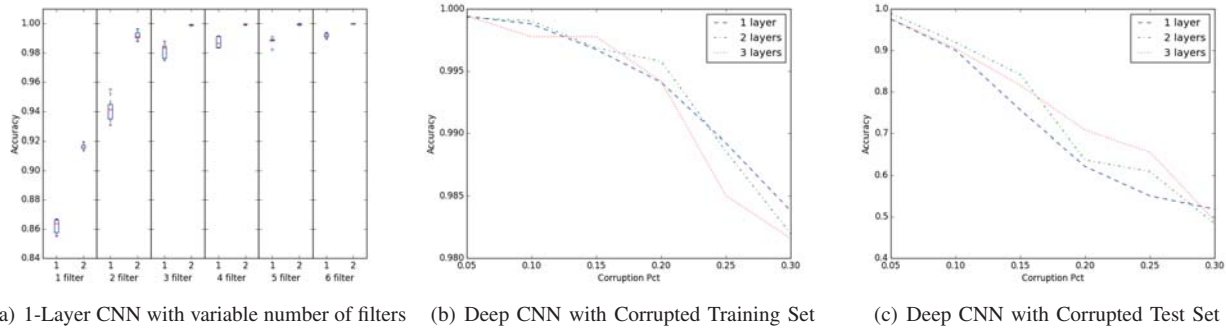 1.00
0.98
0.96
0.94
0.92
0.90
0.88
0.86
0.84
Accuracy
1 2 1 2 1 2 1 2 1 2 1 2
1 filter 2 filter 3 filter 4 filter 5 filter 6 filter
a) 1-Layer CNN with variable number of filters
1.000
0.995
0.990
0.985
0.980
Accuracy
1 layer
2 layers
3 layers
0.05 0.10 0.15 0.20 0.25 0.30
Corruption Pct
(b) Deep CNN with Corrupted Training Set
1.0
0.9
0.8
0.7
0.6
0.5
0.4
Accuracy
1 layer
2 layers
3 layers
0.05 0.10 0.15 0.20 0.25 0.30
Corruption Pct
(c) Deep CNN with Corrupted Test Set